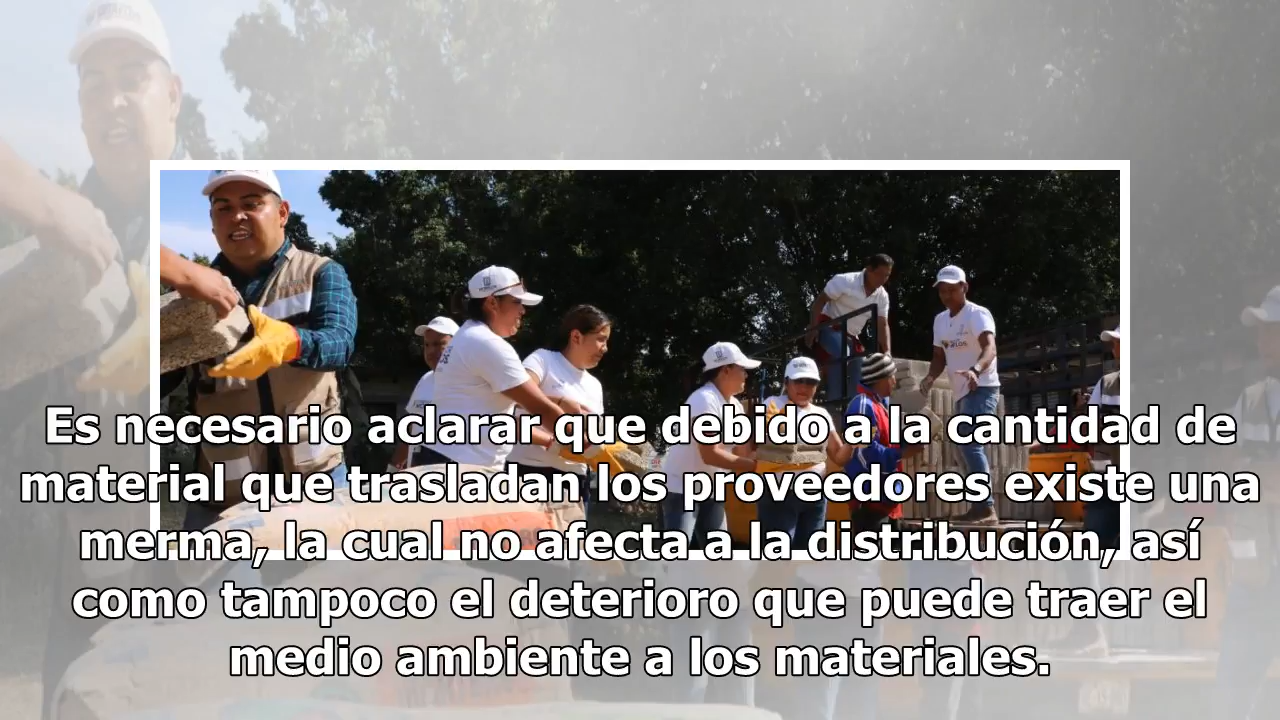 Es necesario aclarar que debido a la cantidad de
material que trasladan los proveedores existe una
merma, la cual no afecta a la distribución, así
como tampoco el deterioro que puede traer el
medio ambiente a los materiales.